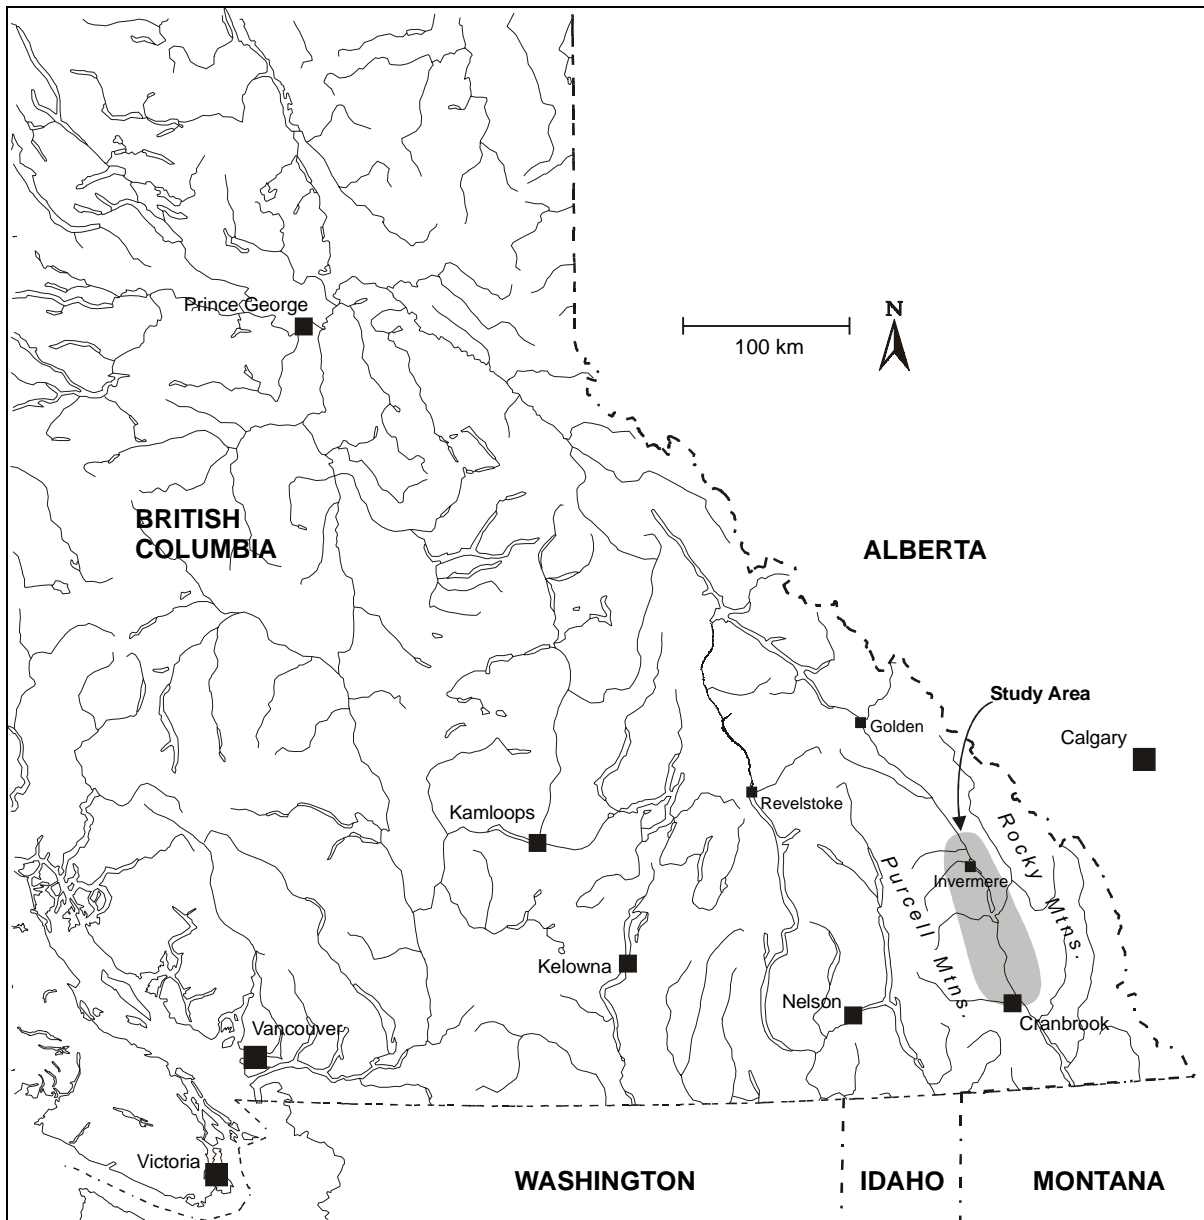 Prince George
N
100 km
BRITISH
COLUMBIA
ALBERTA
Study Area
Golden
Calgary
Revelstoke
Kamloops
Rocky Mtns.
Invermere
Purcell Mtns.
Kelowna
Nelson
Cranbrook
Vancouver
Victoria
WASHINGTON
IDAHO
MONTANA